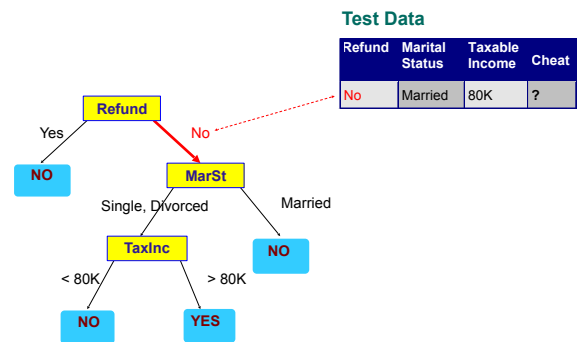 Test Data
Refund Marital Status Taxable Income Cheat
No Married 80K ?
Refund
Yes No
NO MarSt
Single, Divorced Married
TaxInc NO
< 80K > 80K
NO YES